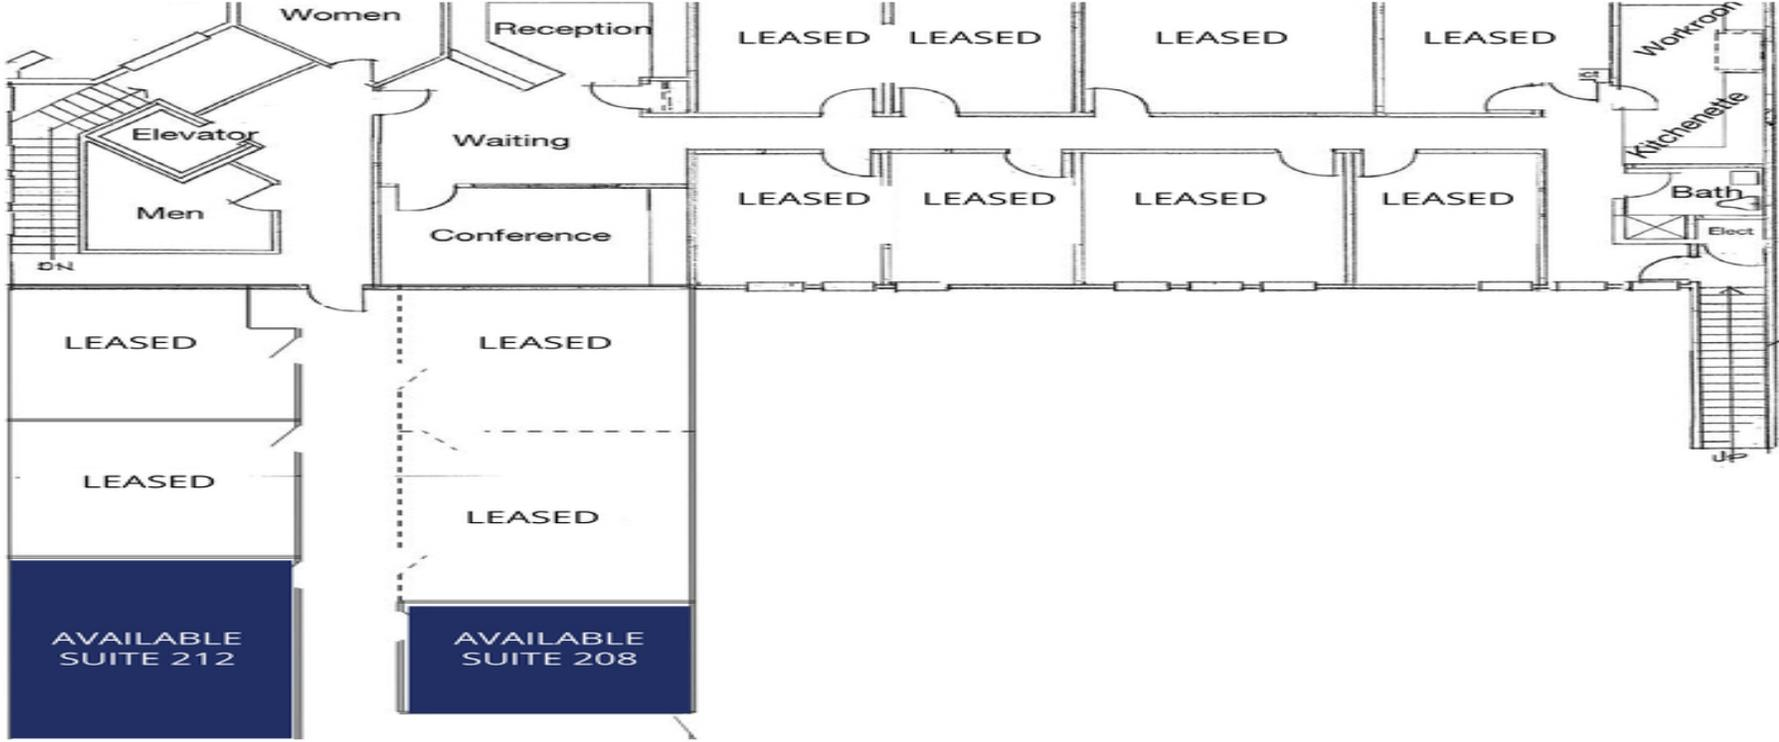 Women
Reception
LEASED
LEASED
LEASED
LEASED
Workroom
Elevator
Waiting
Kitchenette
Men
Conference
LEASED
LEASED
LEASED
LEASED
Bath
Elect
DN
LEASED
LEASED
LEASED
LEASED
UP
AVAILABLE
SUITE 212
AVAILABLE
SUITE 208